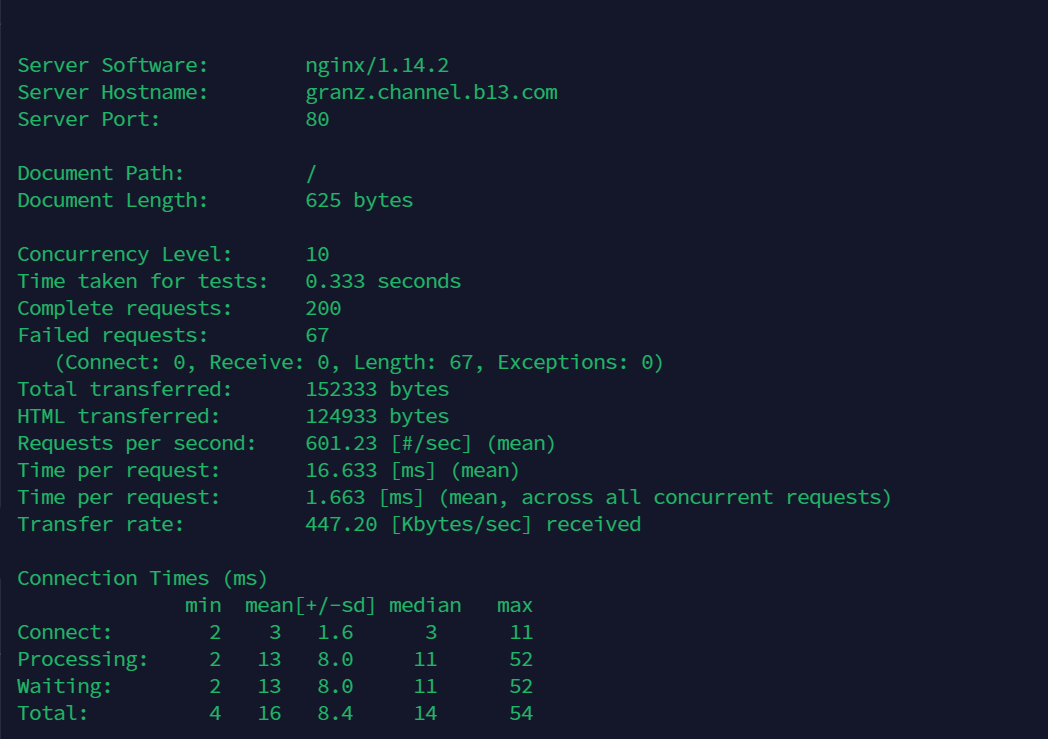 Server Software: nginx/1.14.2
Server Hostname: granz.channel.b13.com
Server Port: 80
Document Path: /
Document Length: 625 bytes
Concurrency Level: 10
Time taken for tests: 0.333 seconds
Complete requests: 200
Failed requests: 67
(Connect: 0, Receive: 0, Length: 67, Exceptions: 0)
Total transferred: 152333 bytes
HTML transferred: 124933 bytes
Requests per second: 601.23 [#/sec] (mean)
Time per request: 16.633 [ms] (mean)
Time per request: 1.663 [ms] (mean, across all concurrent requests)
Transfer rate: 447.20 [Kbytes/sec] received
Connection Times (ms)
min mean[+/-sd] median max
Connect: 2 3 1.6 3 11
Processing: 2 13 8.0 11 52
Waiting: 2 13 8.0 11 52
Total: 4 16 8.4 14 54